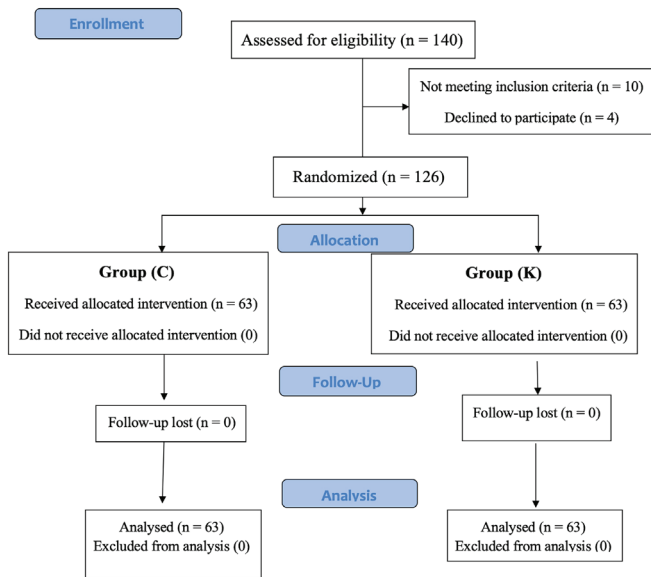 Enrollment
Assessed for eligibility (n = 140)
Not meeting inclusion criteria (n = 10)
Declined to participate (n = 4)
Randomized (n = 126)
Allocation
Group (C)
Received allocated intervention (n = 63)
Did not receive allocated intervention (0)
Group (K)
Received allocated intervention (n = 63)
Did not receive allocated intervention (0)
Follow-Up
Follow-up lost (n = 0)
Follow-up lost (n = 0)
Analysis
Analysed (n = 63)
Excluded from analysis (0)
Analysed (n = 63)
Excluded from analysis (0)